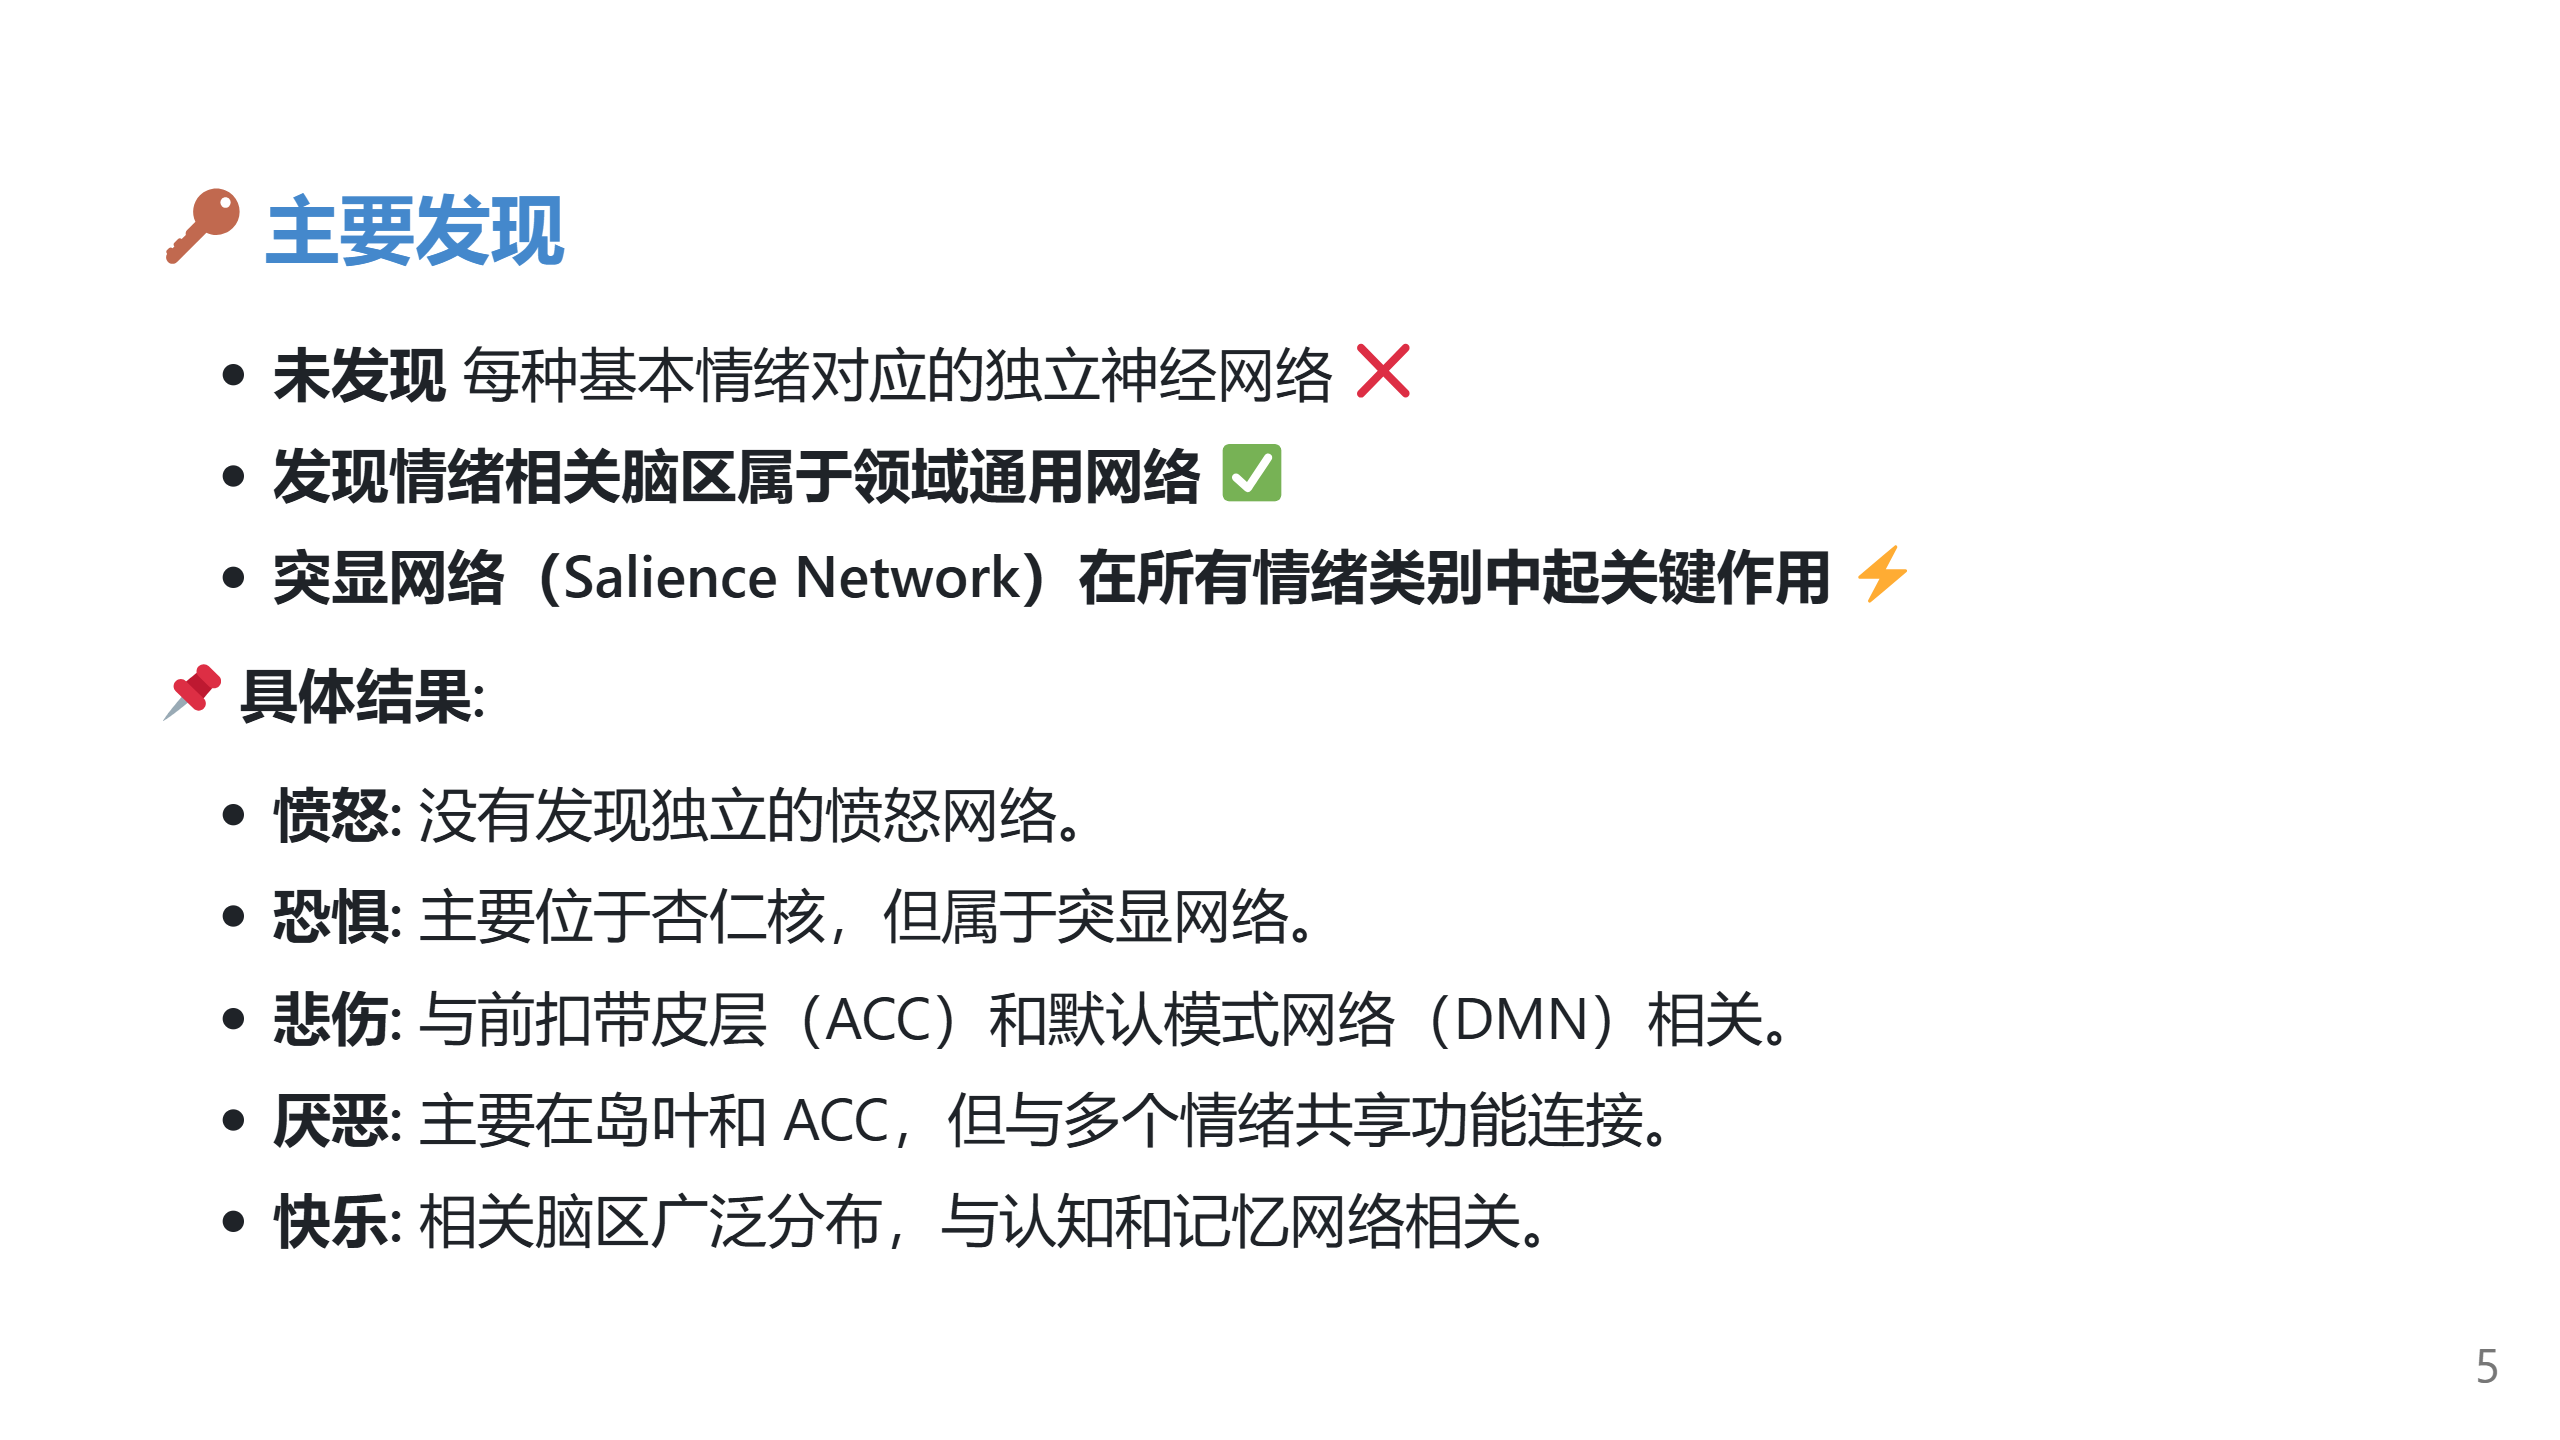 🔑 主要发现
• 未发现 每种基本情绪对应的独立神经网络 ❌
• 发现情绪相关脑区属于领域通用网络 ✅
• 突显网络（Salience Network）在所有情绪类别中起关键作用 ⚡
📌 具体结果:
• 愤怒: 没有发现独立的愤怒网络。
• 恐惧: 主要位于杏仁核，但属于突显网络。
• 悲伤: 与前扣带皮层（ACC）和默认模式网络（DMN）相关。
• 厌恶: 主要在岛叶和 ACC，但与多个情绪共享功能连接。
• 快乐: 相关脑区广泛分布，与认知和记忆网络相关。
5